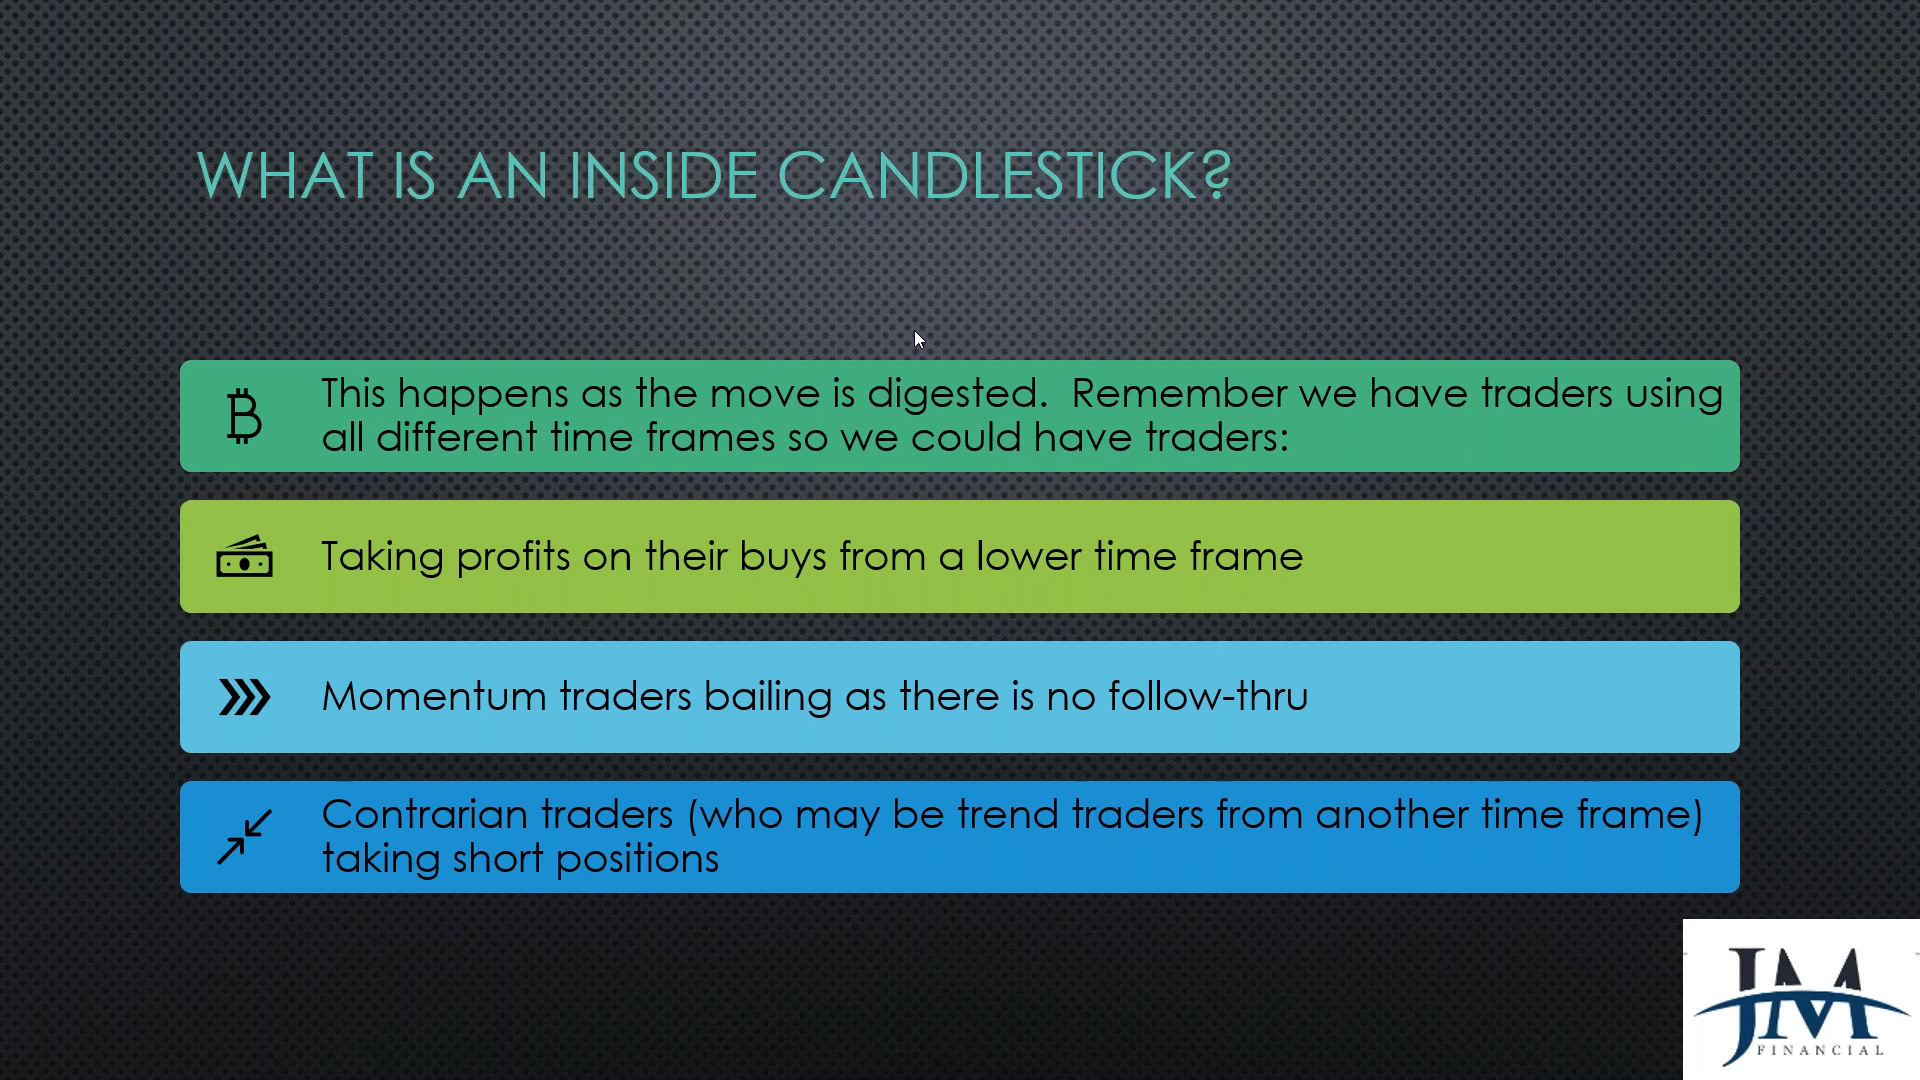 WHAT IS AN INSIDE CANDLESTICK?
This happens as the move is digested.  Remember we have traders using
all different time frames so we could have traders:
Taking profits on their buys from a lower time frame
Momentum traders bailing as there is no follow-thru
Contrarian traders (who may be trend traders from another time frame)
taking short positions
JM
FINANCIAL